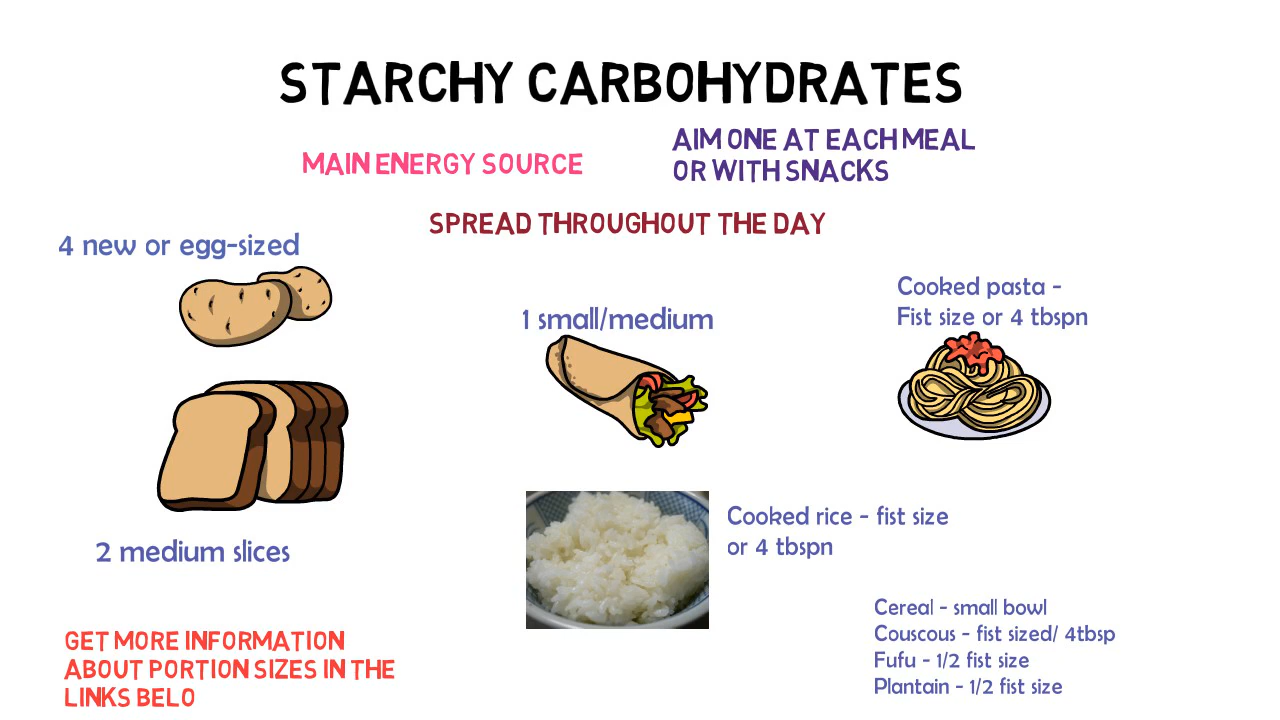 STARCHY CARBOHYDRATES
MAIN ENERGY SOURCE
AIM ONE AT EACH MEAL
OR WITH SNACKS
SPREAD THROUGHOUT THE DAY
4 new or egg-sized
1 small/medium
Cooked pasta -
Fist size or 4 tbspn
2 medium slices
Cooked rice - fist size
or 4 tbspn
Cereal - small bowl
Couscous - fist sized/ 4tbsp
Fufu - 1/2 fist size
Plantain - 1/2 fist size
GET MORE INFORMATION
ABOUT PORTION SIZES IN THE
LINKS BELO